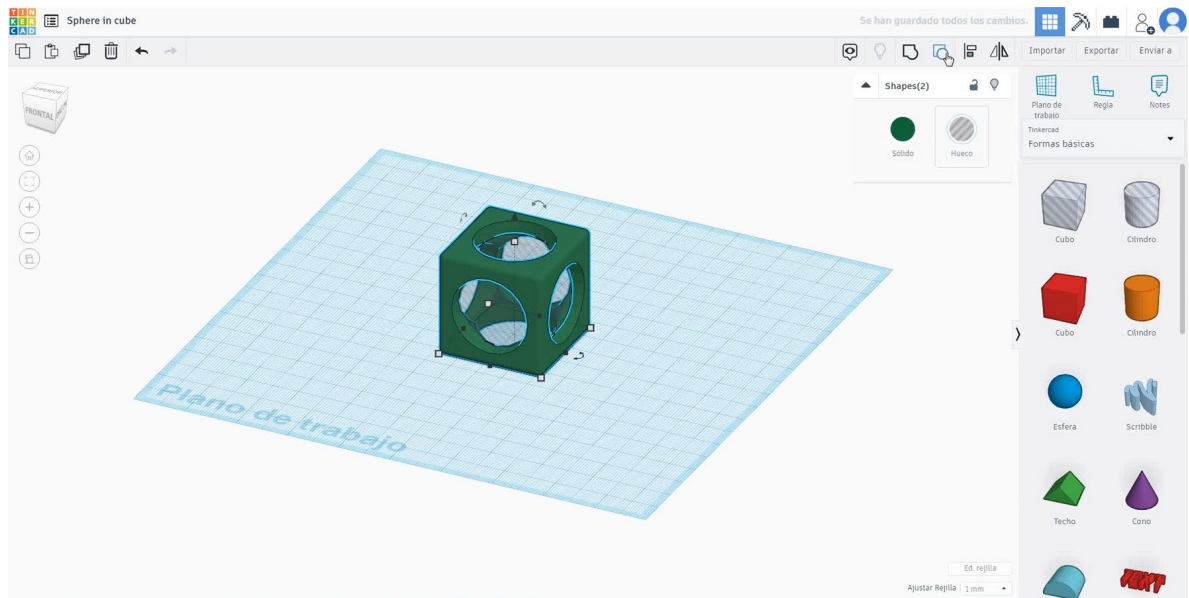 TIN
KER
CAD
Sphere in cube
Se han guardado todos los cambios.
Importar
Exportar
Enviar a
SUPERIOR
FRONTAL
Shapes(2)
Sólido
Hueco
Plano de
trabajo
Regla
Notes
Tinkercad
Formas básicas
Cubo
Cilindro
Cubo
Cilindro
Esfera
Scribble
Techo
Cono
TEXT
Plano de trabajo
Ed. rejilla
Ajustar Rejilla
1 mm